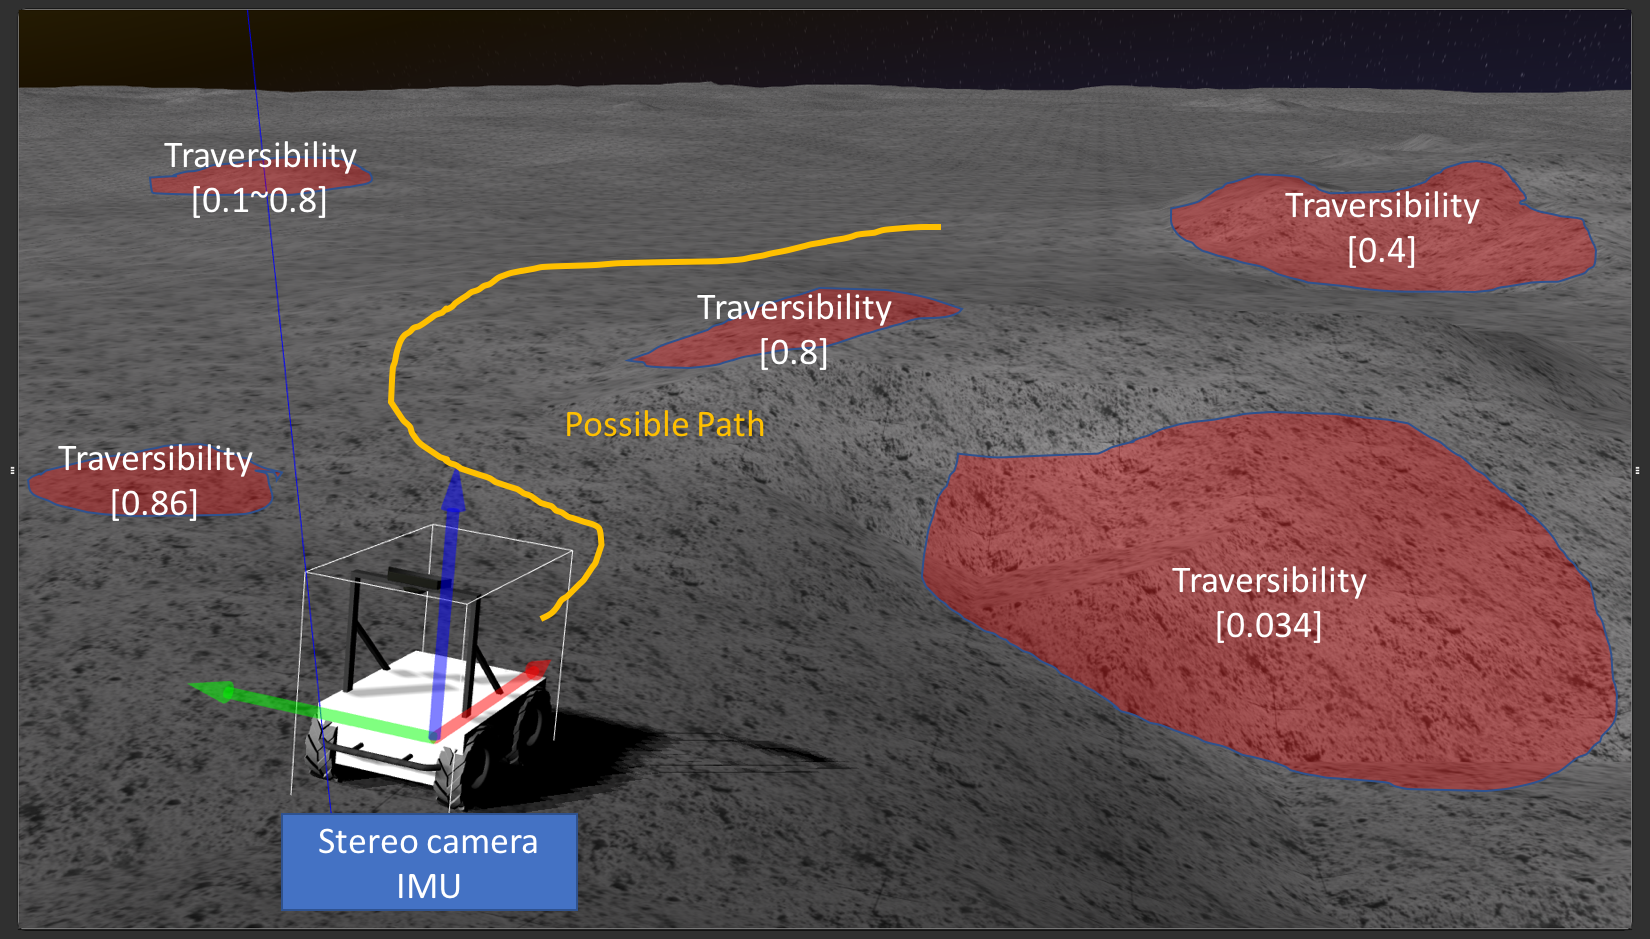 Traversibility
[0.1~0.8]
Traversibility
[0.4]
Traversibility
[0.8]
Possible Path
Traversibility
[0.86]
Traversibility
[0.034]
Stereo camera
IMU